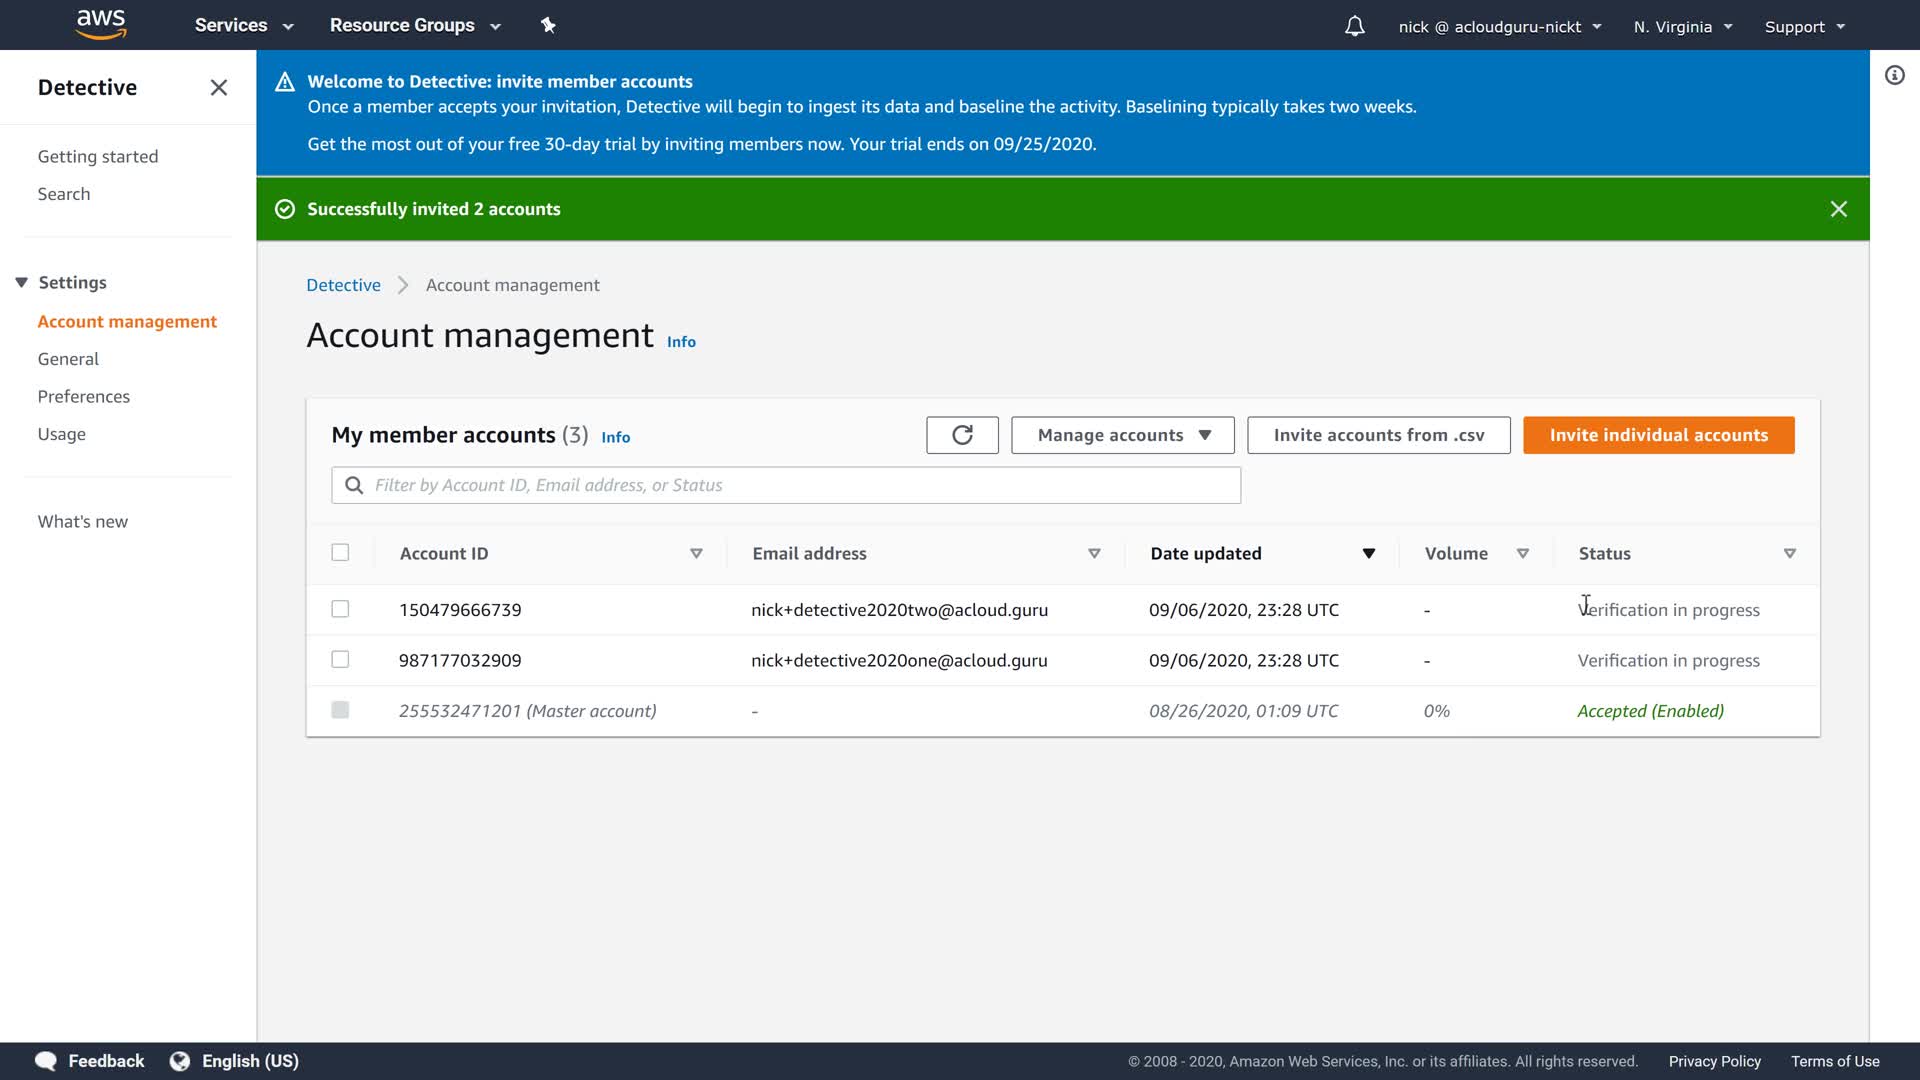 aws
Services
Resource Groups
nick @ acloudguru-nickt
N. Virginia
Support
Detective
Getting started
Search
Settings
Account management
General
Preferences
Usage
What's new
Welcome to Detective: invite member accounts
Once a member accepts your invitation, Detective will begin to ingest its data and baseline the activity. Baselining typically takes two weeks.
Get the most out of your free 30-day trial by inviting members now. Your trial ends on 09/25/2020.
Successfully invited 2 accounts
Detective > Account management
Account management Info
My member accounts (3) Info
Manage accounts
Invite accounts from .csv
Invite individual accounts
Filter by Account ID, Email address, or Status
Account ID Email address Date updated Volume Status
150479666739 nick+detective2020two@acloud.guru 09/06/2020, 23:28 UTC - Verification in progress
987177032909 nick+detective2020one@acloud.guru 09/06/2020, 23:28 UTC - Verification in progress
255532471201 (Master account) - 08/26/2020, 01:09 UTC 0% Accepted (Enabled)
Feedback
English (US)
© 2008 - 2020, Amazon Web Services, Inc. or its affiliates. All rights reserved.
Privacy Policy
Terms of Use